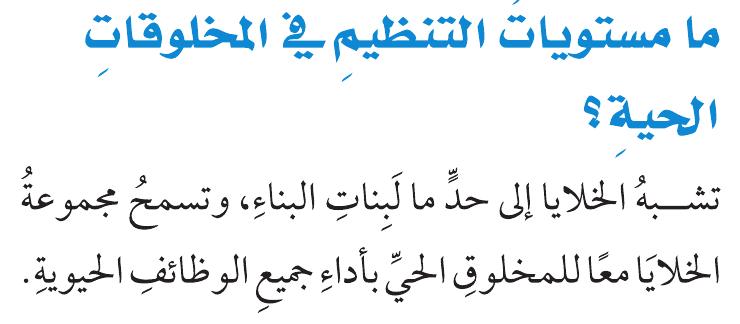 ما مستوياتُ التنظيمِ في المخلوقاتِ
الحيةِ؟
تشبهُ الخلايا إلى حدٍّ ما لَبِناتِ البناءِ، وتسمحُ مجموعةُ
الخلايَا معًا للمخلوقِ الحيِّ بأداءِ جميعِ الوظائفِ الحيويةِ.